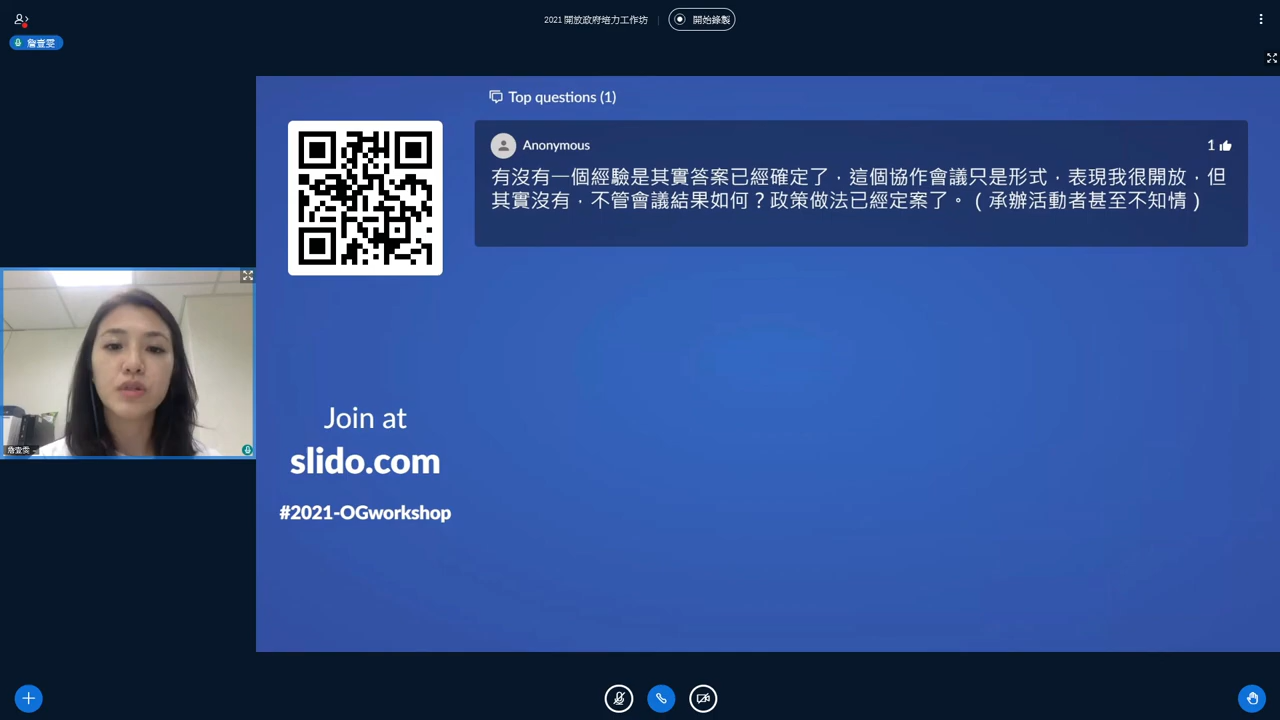 2021 開放政府培力工作坊
開始錄製
詹壹雯
Top questions (1)
Anonymous
1
有沒有一個經驗是其實答案已經確定了，這個協作會議只是形式，表現我很開放，但
其實沒有，不管會議結果如何？政策做法已經定案了。（承辦活動者甚至不知情）
Join at
slido.com
#2021-OGworkshop
詹壹雯